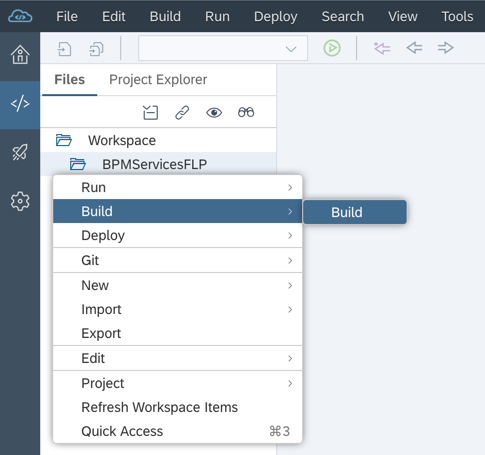 File Edit Build Run Deploy Search View Tools
Files Project Explorer
Workspace
BPMServicesFLP
Run
Build
Build
Deploy
Git
New
Import
Export
Edit
Project
Refresh Workspace Items
Quick Access ⌘3